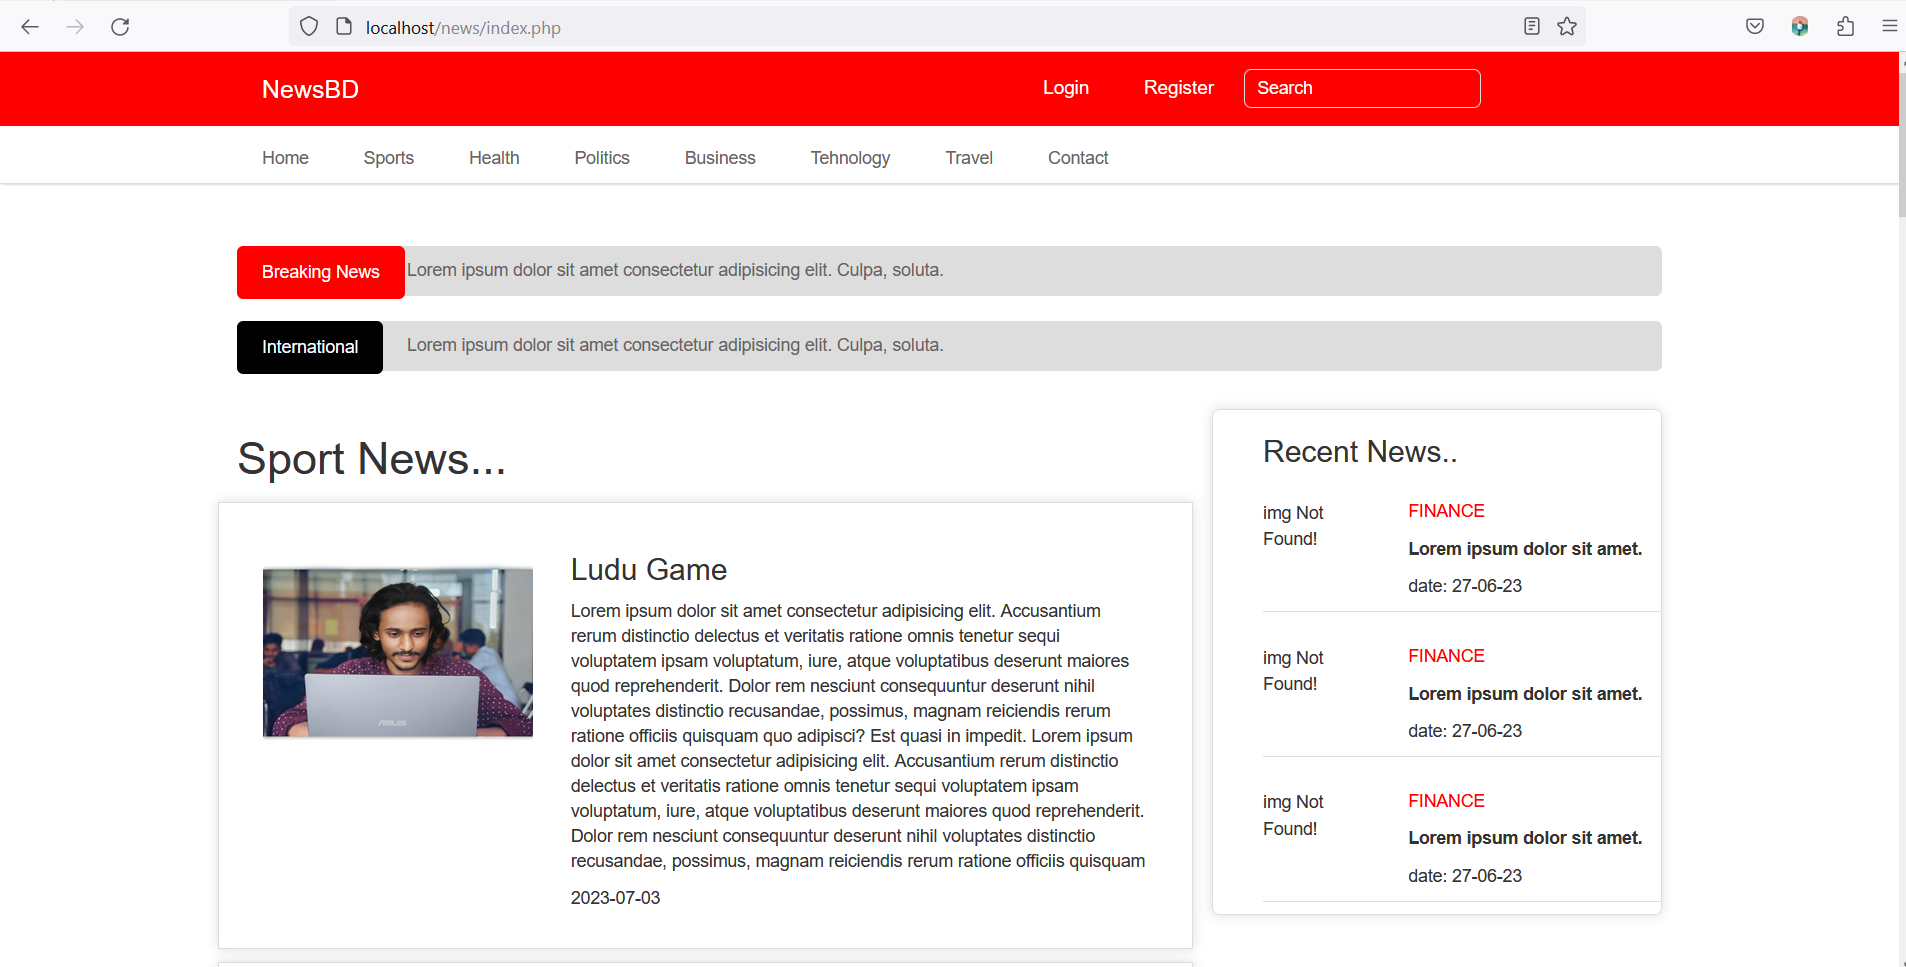 localhost/news/index.php
NewsBD
Login
Register
Search
Home
Sports
Health
Politics
Business
Tehnology
Travel
Contact
Breaking News
Lorem ipsum dolor sit amet consectetur adipisicing elit. Culpa, soluta.
International
Lorem ipsum dolor sit amet consectetur adipisicing elit. Culpa, soluta.
Sport News...
ASUS
Ludu Game
Lorem ipsum dolor sit amet consectetur adipisicing elit. Accusantium
rerum distinctio delectus et veritatis ratione omnis tenetur sequi
voluptatem ipsam voluptatum, iure, atque voluptatibus deserunt maiores
quod reprehenderit. Dolor rem nesciunt consequuntur deserunt nihil
voluptates distinctio recusandae, possimus, magnam reiciendis rerum
ratione officiis quisquam quo adipisci? Est quasi in impedit. Lorem ipsum
dolor sit amet consectetur adipisicing elit. Accusantium rerum distinctio
delectus et veritatis ratione omnis tenetur sequi voluptatem ipsam
voluptatum, iure, atque voluptatibus deserunt maiores quod reprehenderit.
Dolor rem nesciunt consequuntur deserunt nihil voluptates distinctio
recusandae, possimus, magnam reiciendis rerum ratione officiis quisquam
2023-07-03
Recent News..
img Not
Found!
FINANCE
Lorem ipsum dolor sit amet.
date: 27-06-23
img Not
Found!
FINANCE
Lorem ipsum dolor sit amet.
date: 27-06-23
img Not
Found!
FINANCE
Lorem ipsum dolor sit amet.
date: 27-06-23